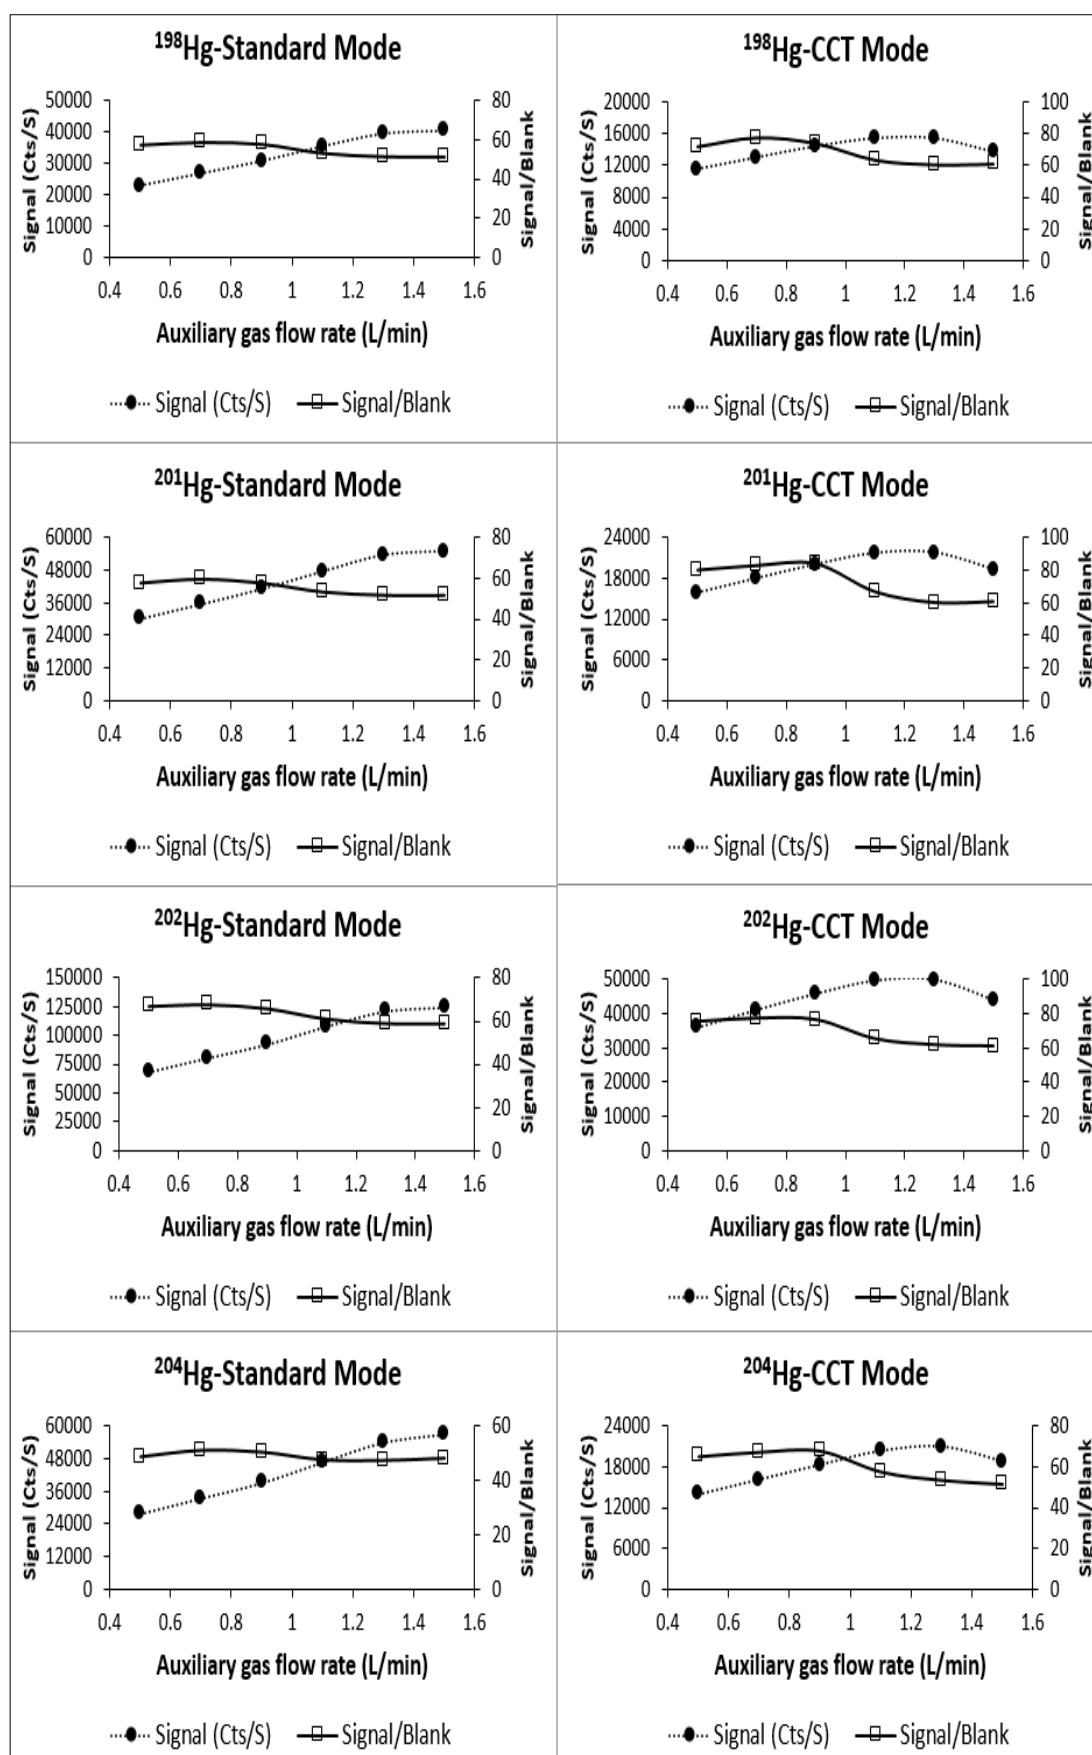 ¹⁹⁸Hg-Standard Mode
Signal (Cts/S)
50000
40000
30000
20000
10000
0
80
60
40
20
0
Signal/Blank
0.4 0.6 0.8 1 1.2 1.4 1.6
Auxiliary gas flow rate (L/min)
Signal (Cts/S) Signal/Blank
¹⁹⁸Hg-CCT Mode
Signal (Cts/S)
20000
16000
12000
8000
4000
0
100
80
60
40
20
0
Signal/Blank
0.4 0.6 0.8 1 1.2 1.4 1.6
Auxiliary gas flow rate (L/min)
Signal (Cts/S) Signal/Blank
²⁰¹Hg-Standard Mode
Signal (Cts/S)
60000
48000
36000
24000
12000
0
80
60
40
20
0
Signal/Blank
0.4 0.6 0.8 1 1.2 1.4 1.6
Auxiliary gas flow rate (L/min)
Signal (Cts/S) Signal/Blank
²⁰¹Hg-CCT Mode
Signal (Cts/S)
24000
18000
12000
6000
0
100
80
60
40
20
0
Signal/Blank
0.4 0.6 0.8 1 1.2 1.4 1.6
Auxiliary gas flow rate (L/min)
Signal (Cts/S) Signal/Blank
²⁰²Hg-Standard Mode
Signal (Cts/S)
150000
125000
100000
75000
50000
25000
0
80
60
40
20
0
Signal/Blank
0.4 0.6 0.8 1 1.2 1.4 1.6
Auxiliary gas flow rate (L/min)
Signal (Cts/S) Signal/Blank
²⁰²Hg-CCT Mode
Signal (Cts/S)
50000
40000
30000
20000
10000
0
100
80
60
40
20
0
Signal/Blank
0.4 0.6 0.8 1 1.2 1.4 1.6
Auxiliary gas flow rate (L/min)
Signal (Cts/S) Signal/Blank
²⁰⁴Hg-Standard Mode
Signal (Cts/S)
60000
48000
36000
24000
12000
0
60
40
20
0
Signal/Blank
0.4 0.6 0.8 1 1.2 1.4 1.6
Auxiliary gas flow rate (L/min)
Signal (Cts/S) Signal/Blank
²⁰⁴Hg-CCT Mode
Signal (Cts/S)
24000
18000
12000
6000
0
80
60
40
20
0
Signal/Blank
0.4 0.6 0.8 1 1.2 1.4 1.6
Auxiliary gas flow rate (L/min)
Signal (Cts/S) Signal/Blank